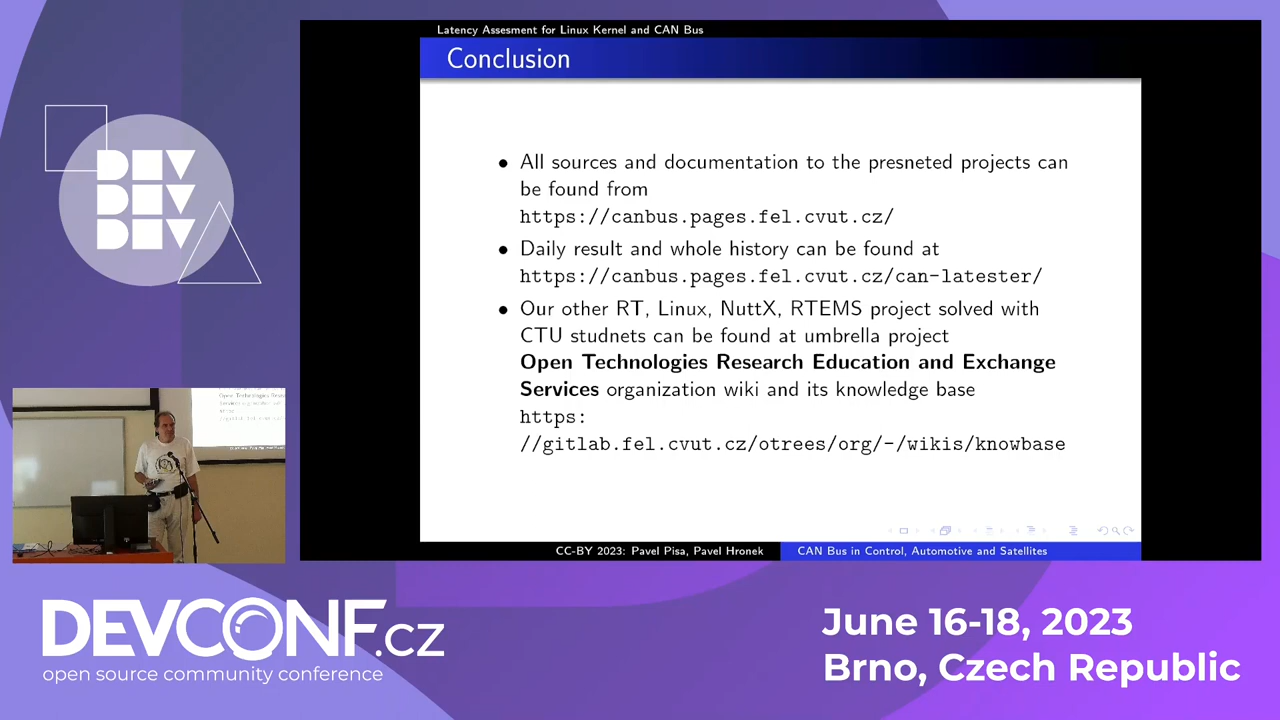 Latency Assesment for Linux Kernel and CAN Bus
Conclusion
All sources and documentation to the presneted projects can
be found from
https://canbus.pages.fel.cvut.cz/
Daily result and whole history can be found at
https://canbus.pages.fel.cvut.cz/can-latester/
Our other RT, Linux, NuttX, RTEMS project solved with
CTU studnets can be found at umbrella project
Open Technologies Research Education and Exchange
Services organization wiki and its knowledge base
https:
//gitlab.fel.cvut.cz/otrees/org/-/wikis/knowbase
CC-BY 2023: Pavel Pisa, Pavel Hronek
CAN Bus in Control, Automotive and Satellites
DEV
DEV
DEV
DEVCONF.cz
open source community conference
June 16-18, 2023
Brno, Czech Republic